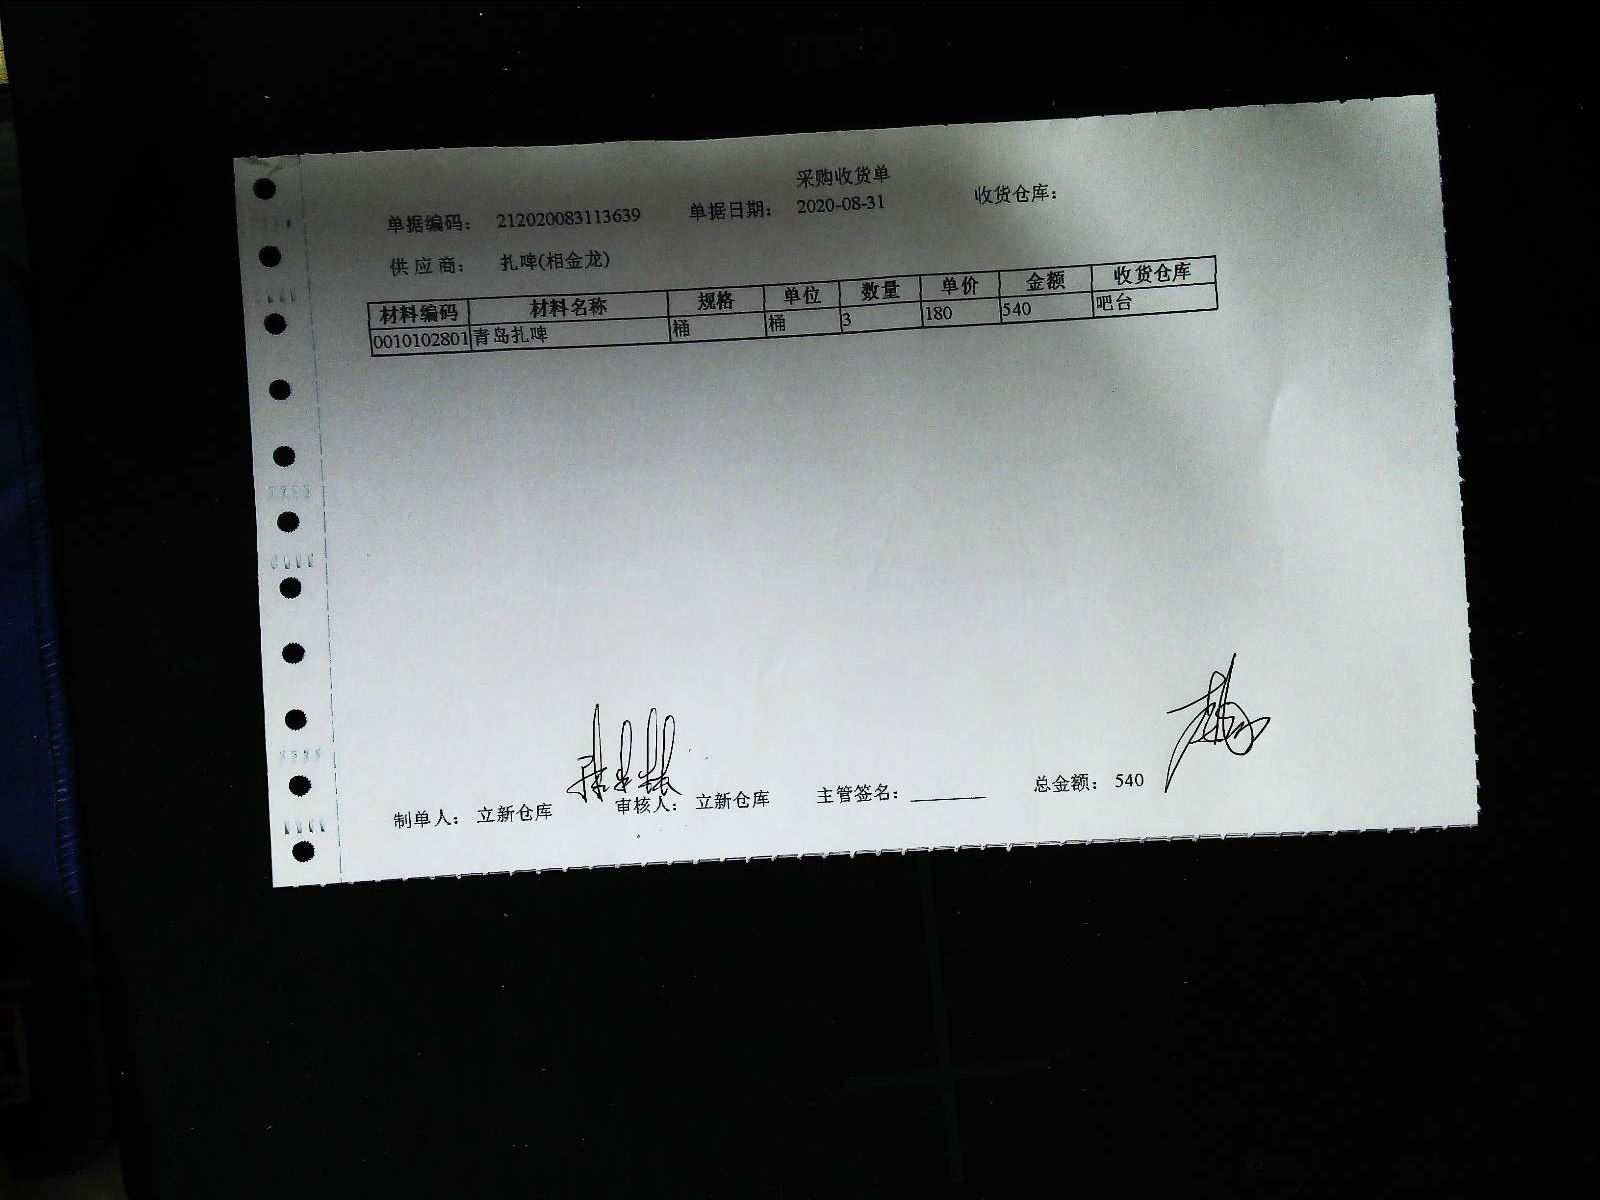 采购收货单
单据编码： 212020083113639 单据日期： 2020-08-31 收货仓库：
供应商： 扎啤(相金龙)
材料编码 材料名称 规格 单位 数量 单价 金额 收货仓库
0010102801 青岛扎啤 桶 桶 3 180 540 吧台
制单人： 立新仓库 审核人： 立新仓库 主管签名：________ 总金额： 540